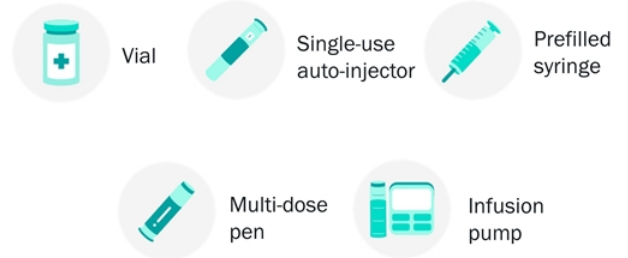 Vial
Single-use
auto-injector
Prefilled
syringe
Multi-dose
pen
Infusion
pump